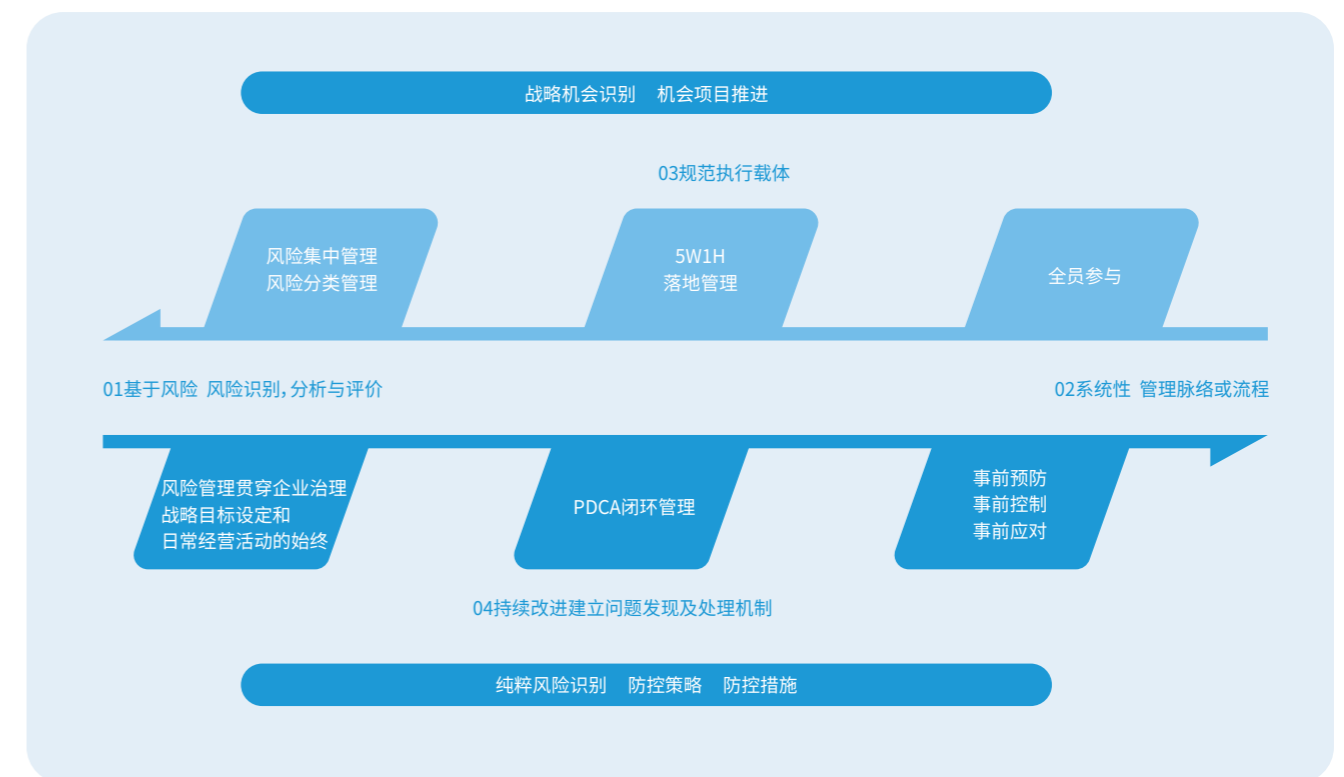 战略机会识别 机会项目推进
03规范执行载体
风险集中管理
风险分类管理
5W1H
落地管理
全员参与
01基于风险 风险识别，分析与评价
02系统性 管理脉络或流程
风险管理贯穿企业治理
战略目标设定和
日常经营活动的始终
PDCA闭环管理
事前预防
事前控制
事前应对
04持续改进建立问题发现及处理机制
纯粹风险识别 防控策略 防控措施